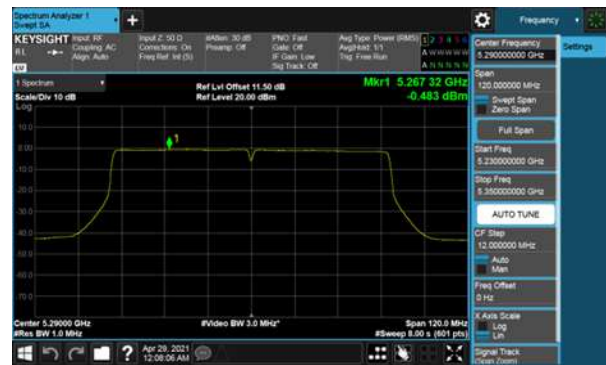 Spectrum Analyzer 1
Swept SA
+
Frequency
KEYSIGHT
Input: RF
Input Z: 50 Ω
#Atten: 30 dB
PNO: Fast
Avg Type: Power (RMS)
1 2 3 4 5 6
RL
Coupling: AC
Corrections: On
Preamp: Off
Gate: Off
Avg|Hold: 1/1
A W W W W W
Align: Auto
Freq Ref: Int (S)
IF Gain: Low
Trig: Free Run
Sig Track: Off
A N N N N N
LXI
1 Spectrum
Ref Lvl Offset 11.50 dB
Mkr1 5.267 32 GHz
Scale/Div 10 dB
Ref Level 20.00 dBm
-0.483 dBm
Log
10.0
0.00
-10.0
-20.0
-30.0
-40.0
-50.0
-60.0
-70.0
1
Center 5.29000 GHz
#Video BW 3.0 MHz*
Span 120.0 MHz
#Res BW 1.0 MHz
#Sweep 8.00 s (601 pts)
Center Frequency
5.290000000 GHz
Settings
Span
120.000000 MHz
Swept Span
Zero Span
Full Span
Start Freq
5.230000000 GHz
Stop Freq
5.350000000 GHz
AUTO TUNE
CF Step
12.000000 MHz
Auto
Man
Freq Offset
0 Hz
X Axis Scale
Log
Lin
Signal Track
(Span Zoom)
?
Apr 29, 2021
12:08:06 AM